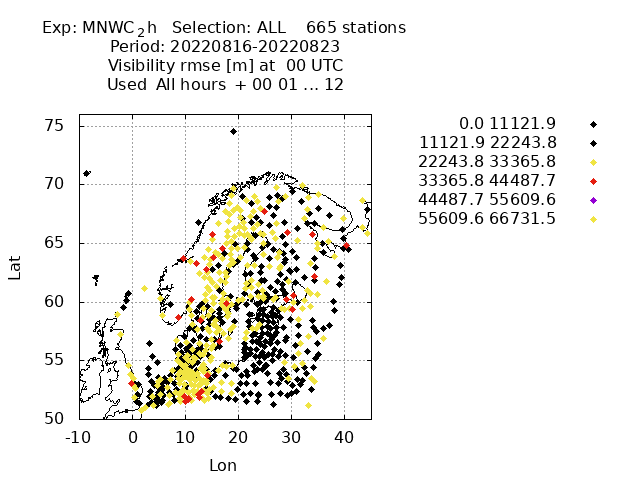 Exp: MNWC_2h   Selection: ALL    665 stations
Period: 20220816-20220823
Visibility rmse [m] at  00 UTC
Used  All hours  + 00 01 ... 12
0.0 11121.9
11121.9 22243.8
22243.8 33365.8
33365.8 44487.7
44487.7 55609.6
55609.6 66731.5
75
70
65
60
55
50
Lat
-10 0 10 20 30 40
Lon